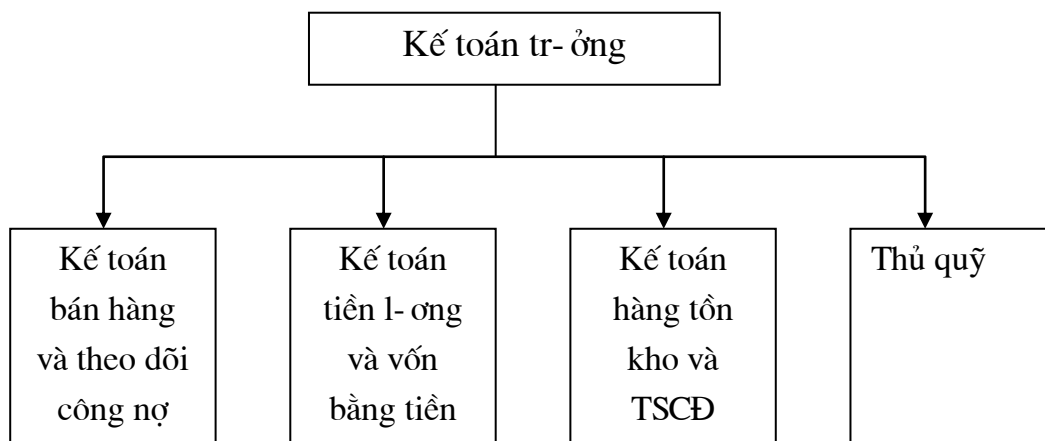 Kế toán tr- ởng
Kế toán
bán hàng
và theo dõi
công nợ
Kế toán
tiền l- ơng
và vốn
bằng tiền
Kế toán
hàng tồn
kho và
TSCĐ
Thủ quỹ